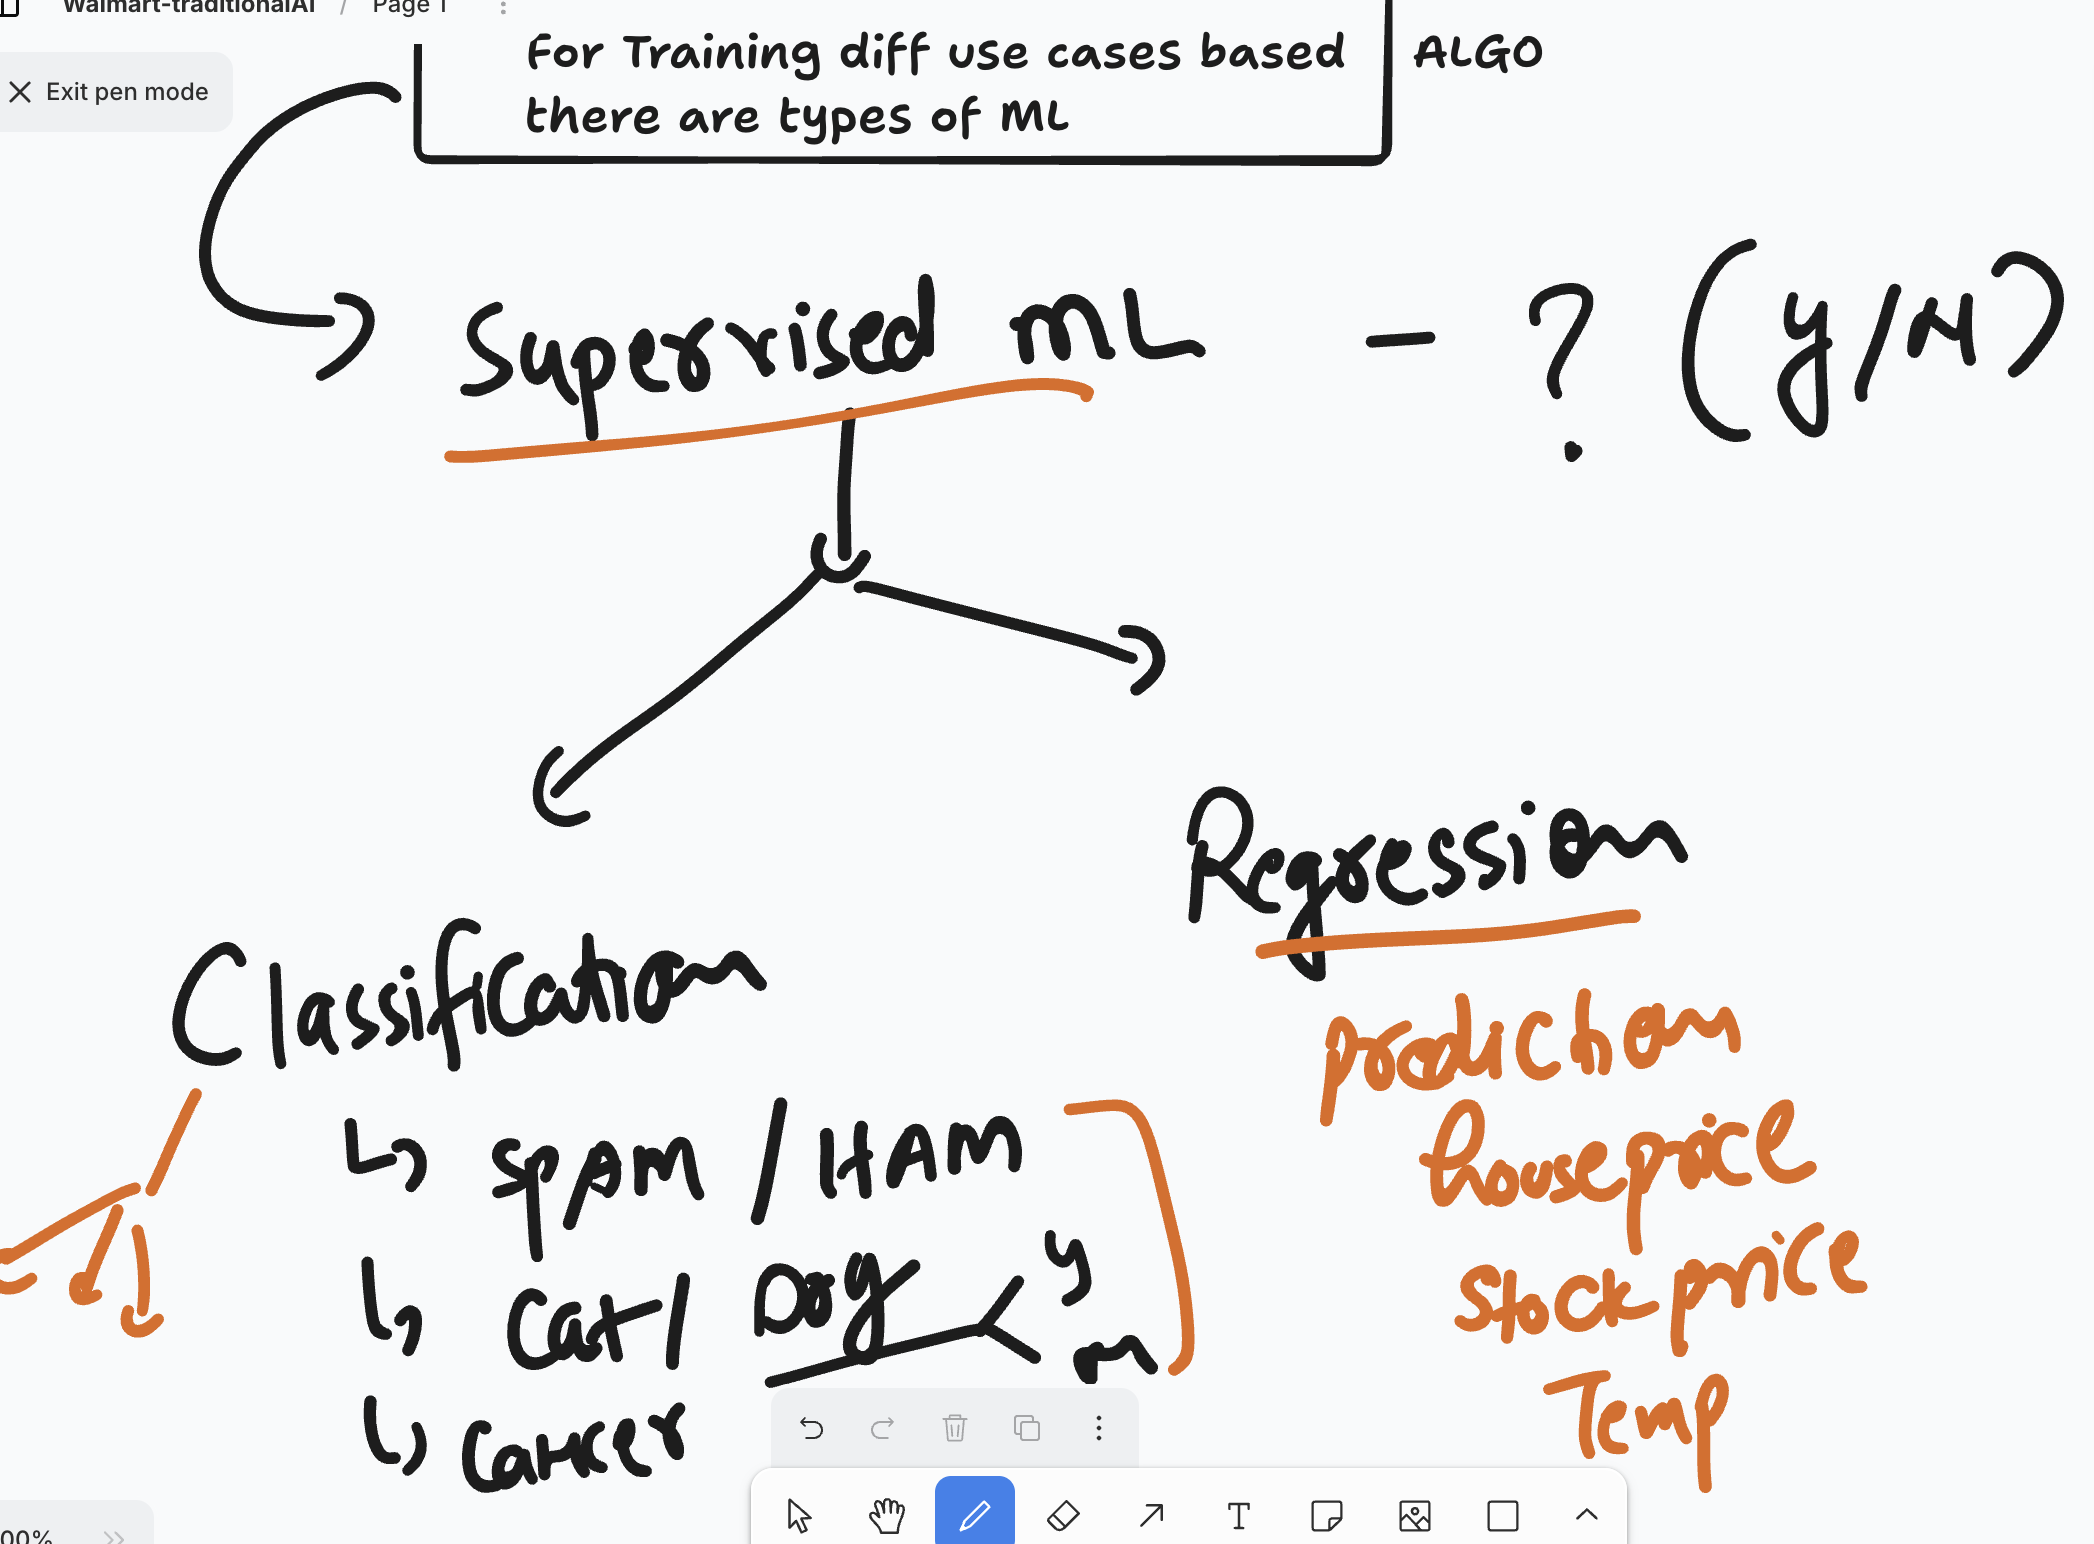 Walmart-traditionalAI / Page 1
Exit pen mode
For Training diff use cases based
there are types of ML
ALGO
Supervised ML - ? (y/N)
Regression
Classification
prediction
SPAM / HAM
house price
Cat / Dog
y
m
stock price
Cancer
Temp
00%